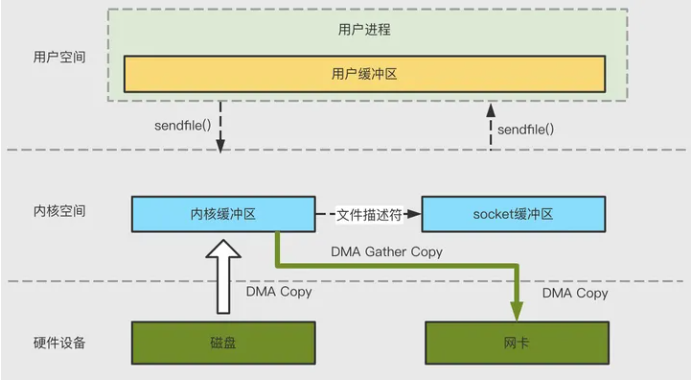 用户进程
用户空间
用户缓冲区
sendfile()
sendfile()
内核空间
内核缓冲区
文件描述符
socket缓冲区
DMA Gather Copy
DMA Copy
DMA Copy
硬件设备
磁盘
网卡